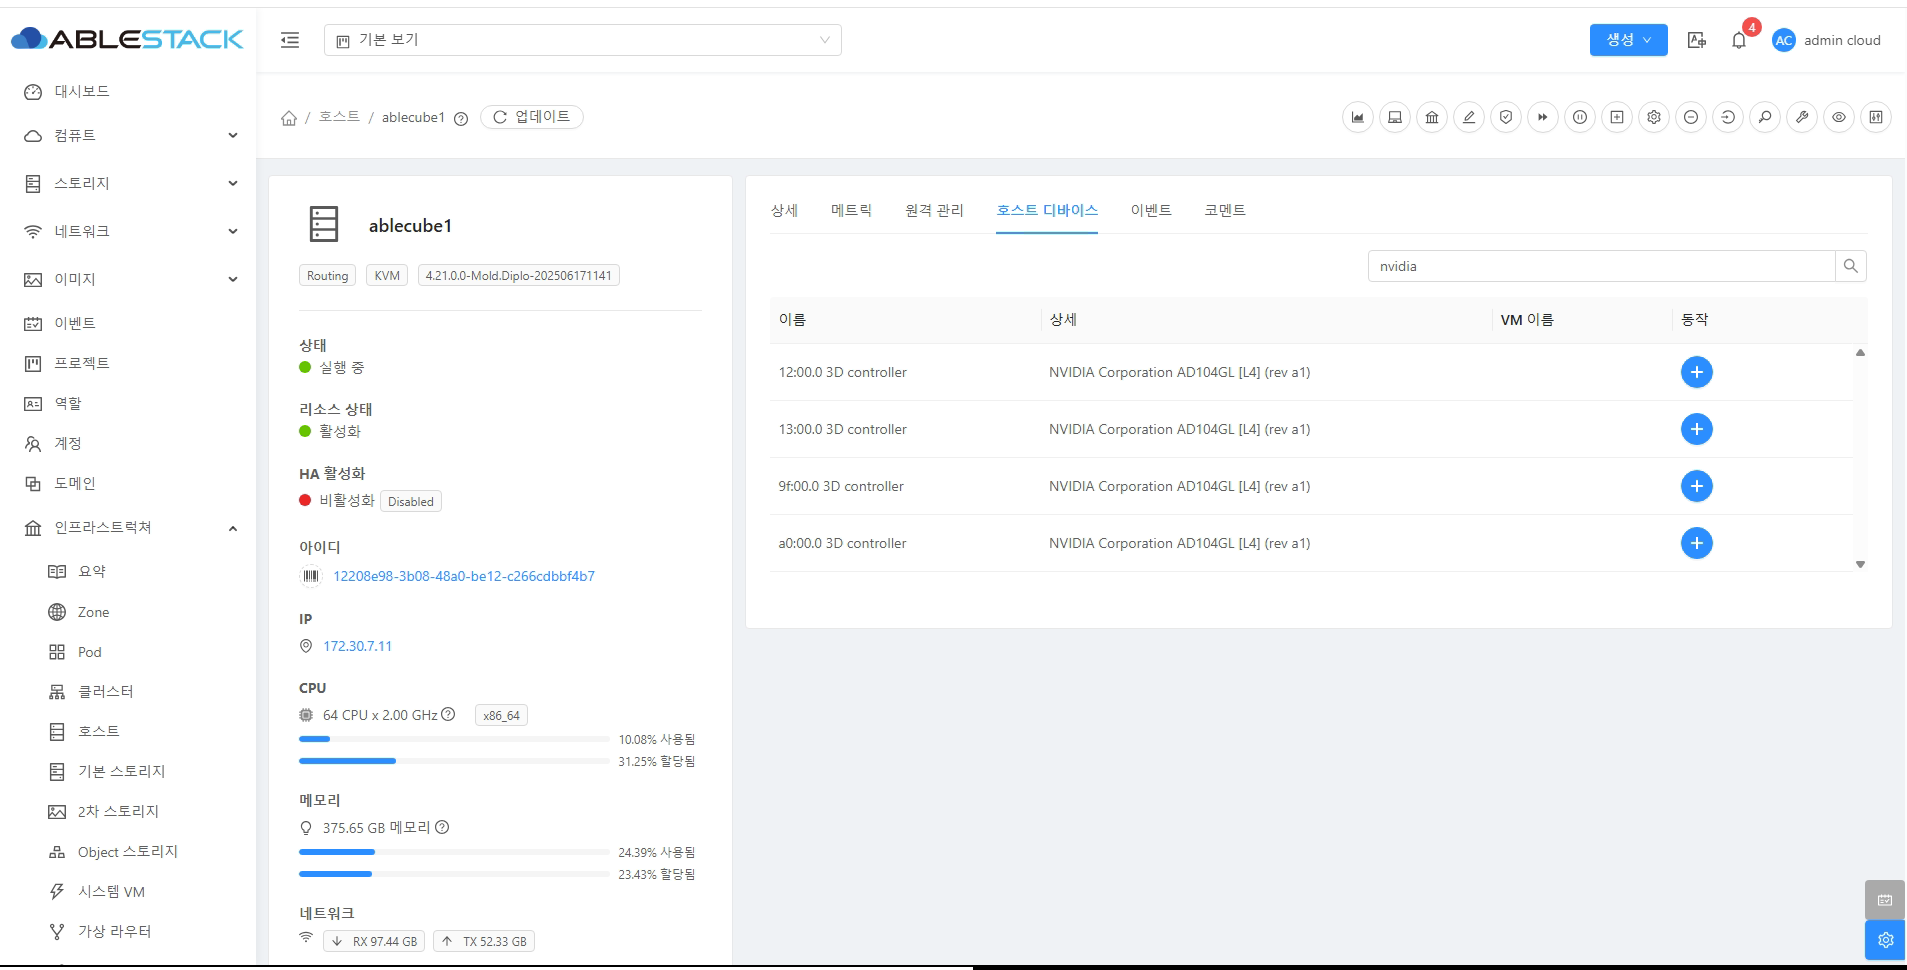 ABLESTACK
기본 보기
생성
4
AC
admin cloud
대시보드
컴퓨트
스토리지
네트워크
이미지
이벤트
프로젝트
역할
계정
도메인
인프라스트럭쳐
요약
Zone
Pod
클러스터
호스트
기본 스토리지
2차 스토리지
Object 스토리지
시스템 VM
가상 라우터
/ 호스트 / ablecube1
업데이트
ablecube1
Routing
KVM
4.21.0.0-Mold.Diplo-202506171141
상태
실행 중
리소스 상태
활성화
HA 활성화
비활성화 Disabled
아이디
12208e98-3b08-48a0-be12-c266cdbbf4b7
IP
172.30.7.11
CPU
64 CPU x 2.00 GHz x86_64
10.08% 사용됨
31.25% 할당됨
메모리
375.65 GB 메모리
24.39% 사용됨
23.43% 할당됨
네트워크
RX 97.44 GB TX 52.33 GB
상세 메트릭 원격 관리 호스트 디바이스 이벤트 코멘트
nvidia
이름 상세 VM 이름 동작
12:00.0 3D controller NVIDIA Corporation AD104GL [L4] (rev a1)
13:00.0 3D controller NVIDIA Corporation AD104GL [L4] (rev a1)
9f:00.0 3D controller NVIDIA Corporation AD104GL [L4] (rev a1)
a0:00.0 3D controller NVIDIA Corporation AD104GL [L4] (rev a1)